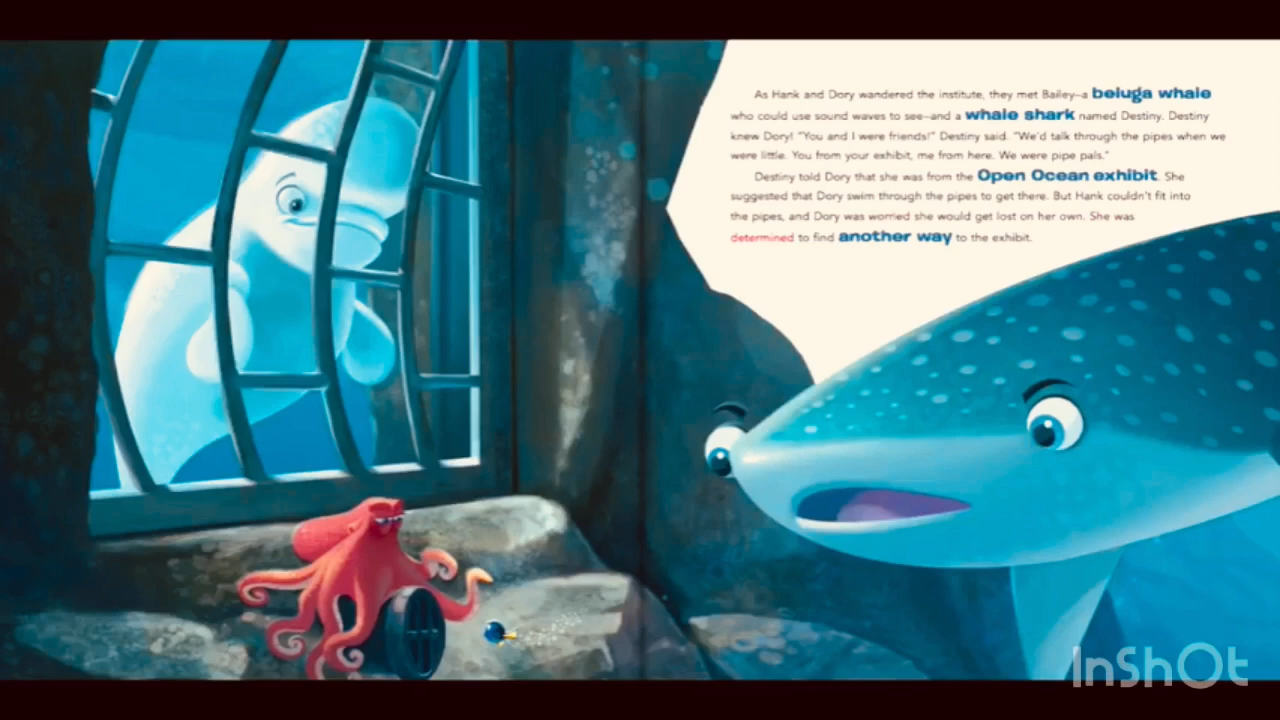 As Hank and Dory wandered the institute, they met Bailey—a beluga whale
who could use sound waves to see—and a whale shark named Destiny. Destiny
knew Dory! "You and I were friends!" Destiny said. "We'd talk through the pipes when we
were little. You from your exhibit, me from here. We were pipe pals."
Destiny told Dory that she was from the Open Ocean exhibit. She
suggested that Dory swim through the pipes to get there. But Hank couldn't fit into
the pipes, and Dory was worried she would get lost on her own. She was
determined to find another way to the exhibit.
InShOt